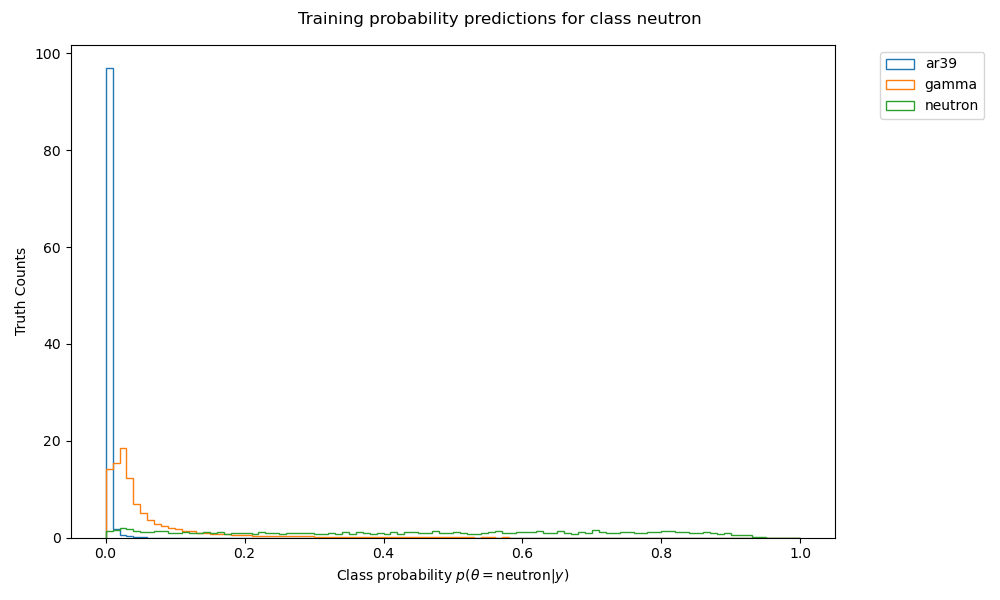 Training probability predictions for class neutron
ar39
gamma
neutron
100
80
60
40
20
0
Truth Counts
0.0 0.2 0.4 0.6 0.8 1.0
Class probability p(θ = neutron|y)